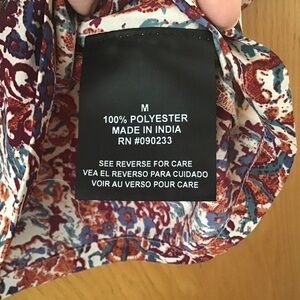 M
100% POLYESTER
MADE IN INDIA
RN #090233
SEE REVERSE FOR CARE
VEA EL REVERSO PARA CUIDADO
VOIR AU VERSO POUR CARE